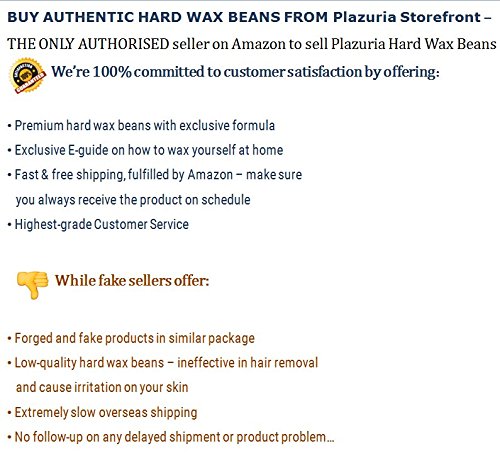 BUY AUTHENTIC HARD WAX BEANS FROM Plazuria Storefront –
THE ONLY AUTHORISED seller on Amazon to sell Plazuria Hard Wax Beans
We're 100% committed to customer satisfaction by offering:
• Premium hard wax beans with exclusive formula
• Exclusive E-guide on how to wax yourself at home
• Fast & free shipping, fulfilled by Amazon – make sure
you always receive the product on schedule
• Highest-grade Customer Service
While fake sellers offer:
• Forged and fake products in similar package
• Low-quality hard wax beans – ineffective in hair removal
and cause irritation on your skin
• Extremely slow overseas shipping
• No follow-up on any delayed shipment or product problem...